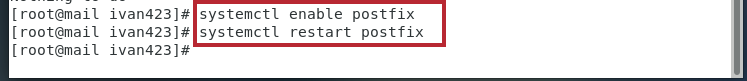 [root@mail ivan423]# systemctl enable postfix
[root@mail ivan423]# systemctl restart postfix
[root@mail ivan423]#